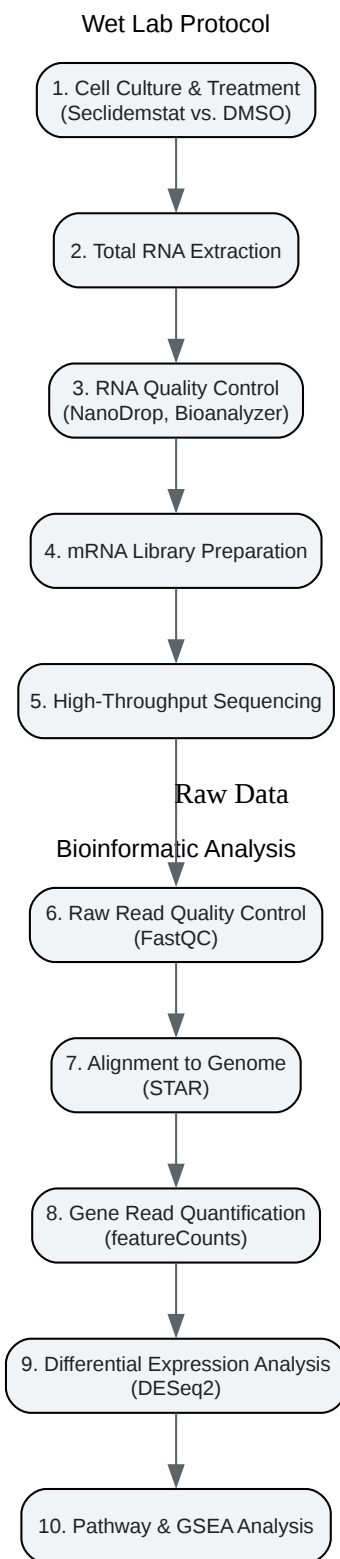 Wet Lab Protocol
1. Cell Culture & Treatment
(Seclidemstat vs. DMSO)
2. Total RNA Extraction
3. RNA Quality Control
(NanoDrop, Bioanalyzer)
4. mRNA Library Preparation
5. High-Throughput Sequencing
Raw Data
Bioinformatic Analysis
6. Raw Read Quality Control
(FastQC)
7. Alignment to Genome
(STAR)
8. Gene Read Quantification
(featureCounts)
9. Differential Expression Analysis
(DESeq2)
10. Pathway & GSEA Analysis